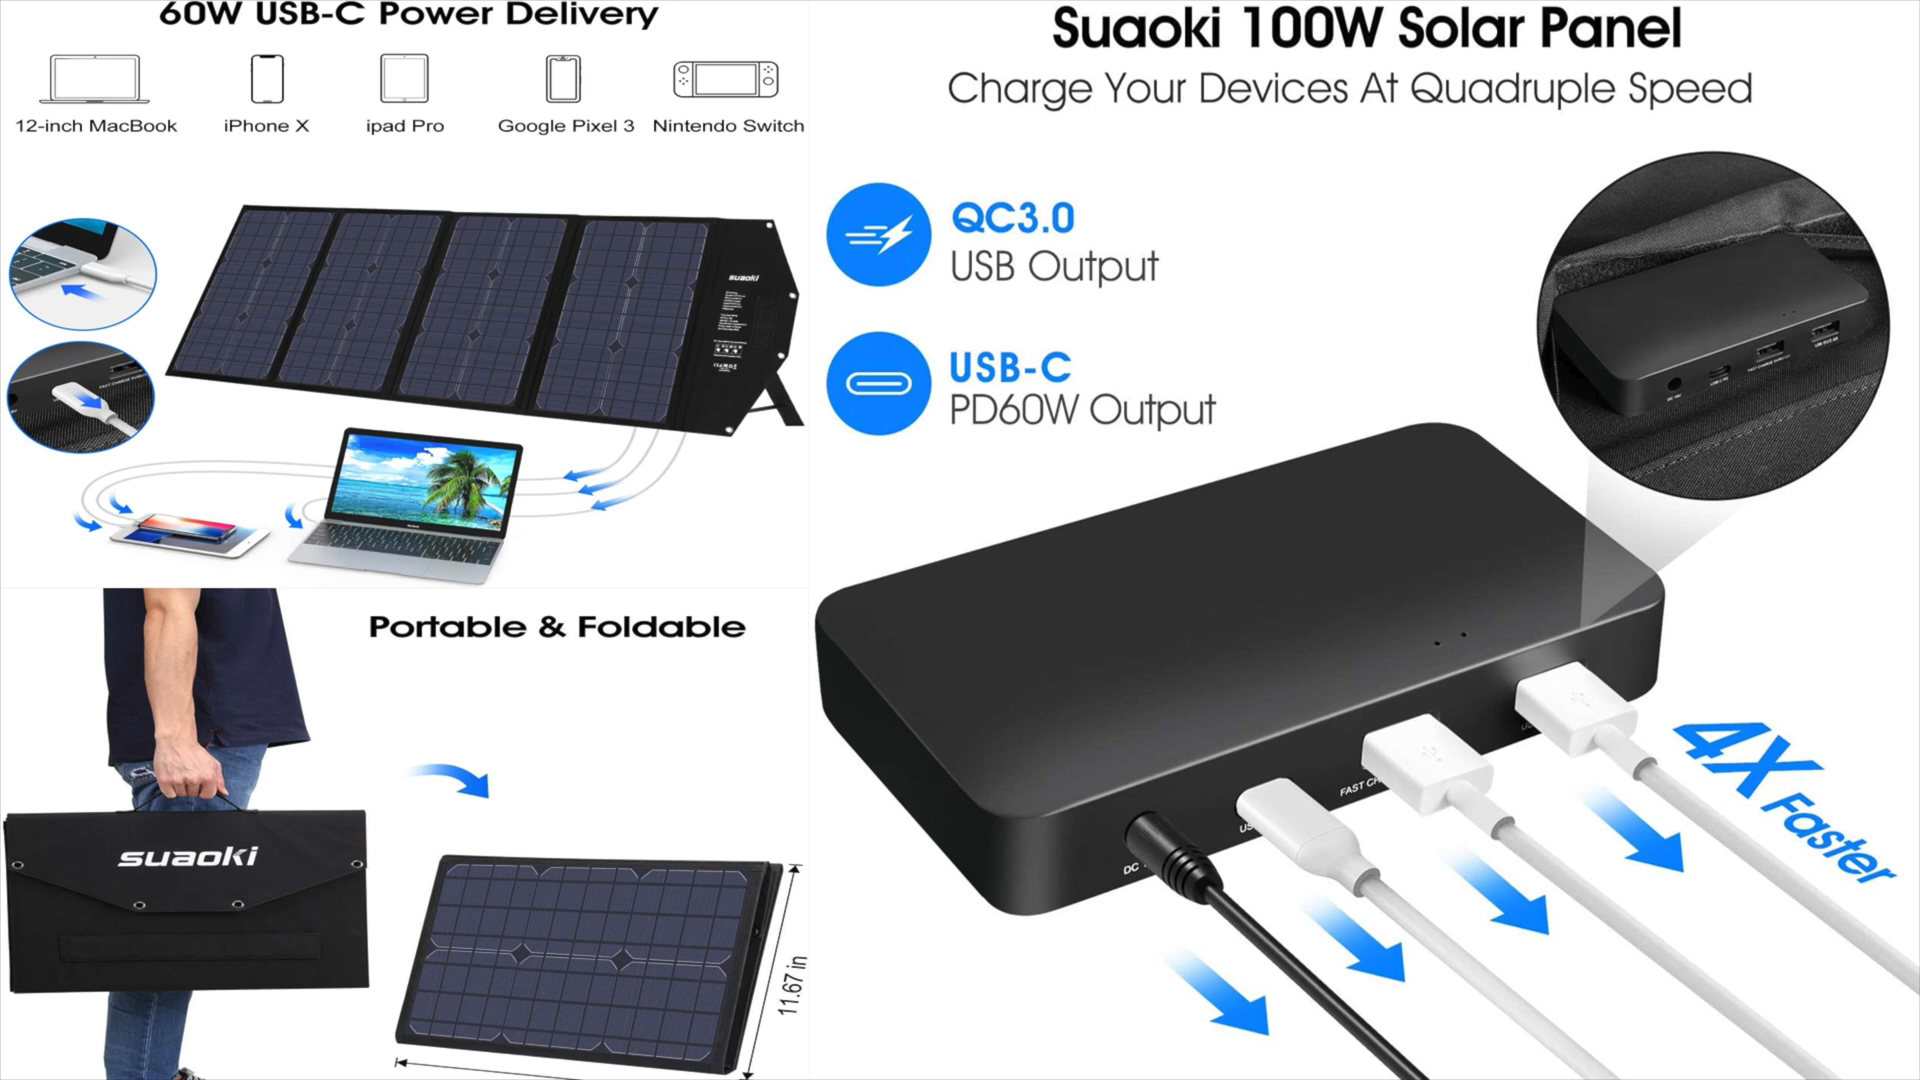 60W USB-C Power Delivery
12-inch MacBook
iPhone X
ipad Pro
Google Pixel 3
Nintendo Switch
suaoki
Portable & Foldable
suaoki
11.67 in
Suaoki 100W Solar Panel
Charge Your Devices At Quadruple Speed
QC3.0
USB Output
USB-C
PD60W Output
USB-C PD
DC
FAST
4X Faster